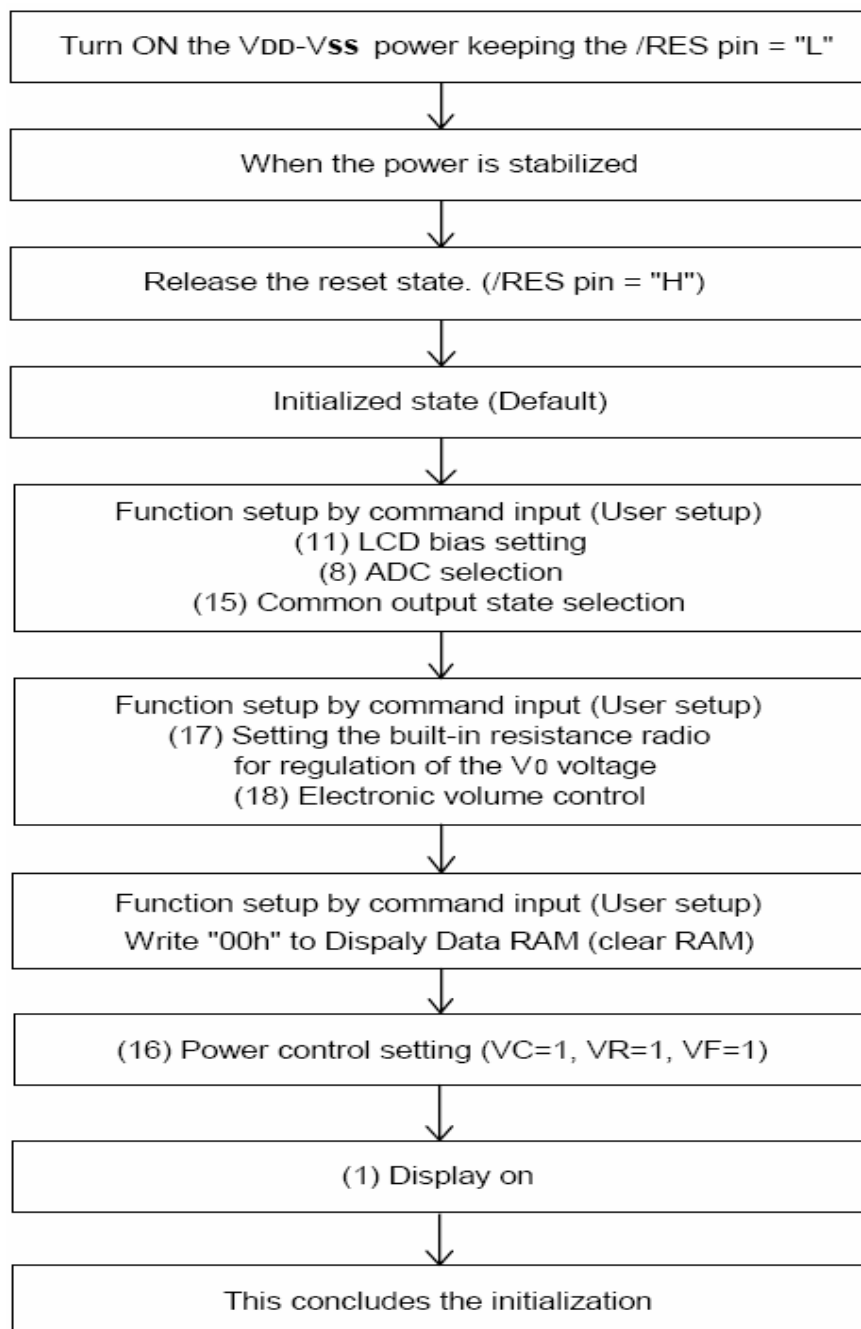 Turn ON the VDD-Vss power keeping the /RES pin = "L"
When the power is stabilized
Release the reset state. (/RES pin = "H")
Initialized state (Default)
Function setup by command input (User setup)
(11) LCD bias setting
(8) ADC selection
(15) Common output state selection
Function setup by command input (User setup)
(17) Setting the built-in resistance radio
for regulation of the V0 voltage
(18) Electronic volume control
Function setup by command input (User setup)
Write "00h" to Dispaly Data RAM (clear RAM)
(16) Power control setting (VC=1, VR=1, VF=1)
(1) Display on
This concludes the initialization